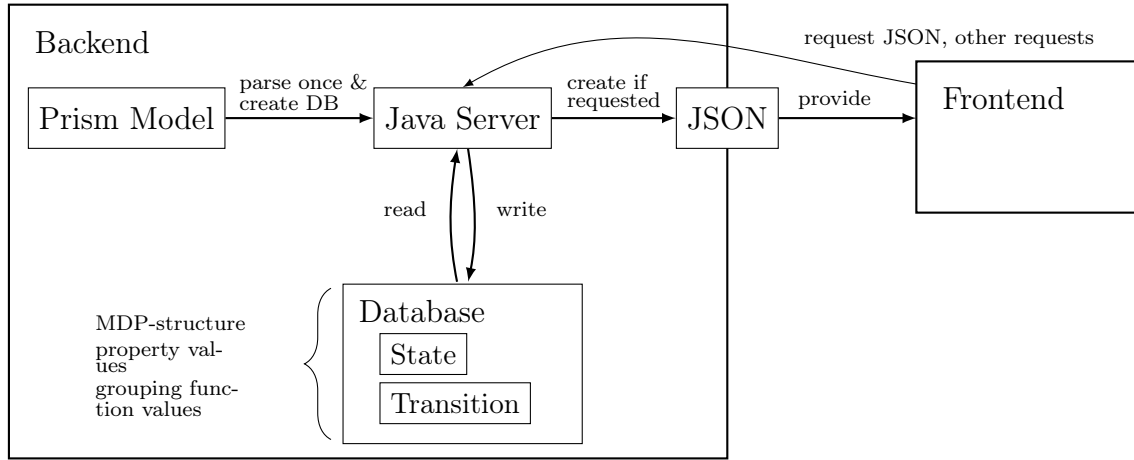 Backend
request JSON, other requests
parse once &
create DB
create if
requested
provide
Frontend
Prism Model
Java Server
JSON
read
write
Database
MDP-structure
property val-
ues
grouping func-
tion values
State
Transition